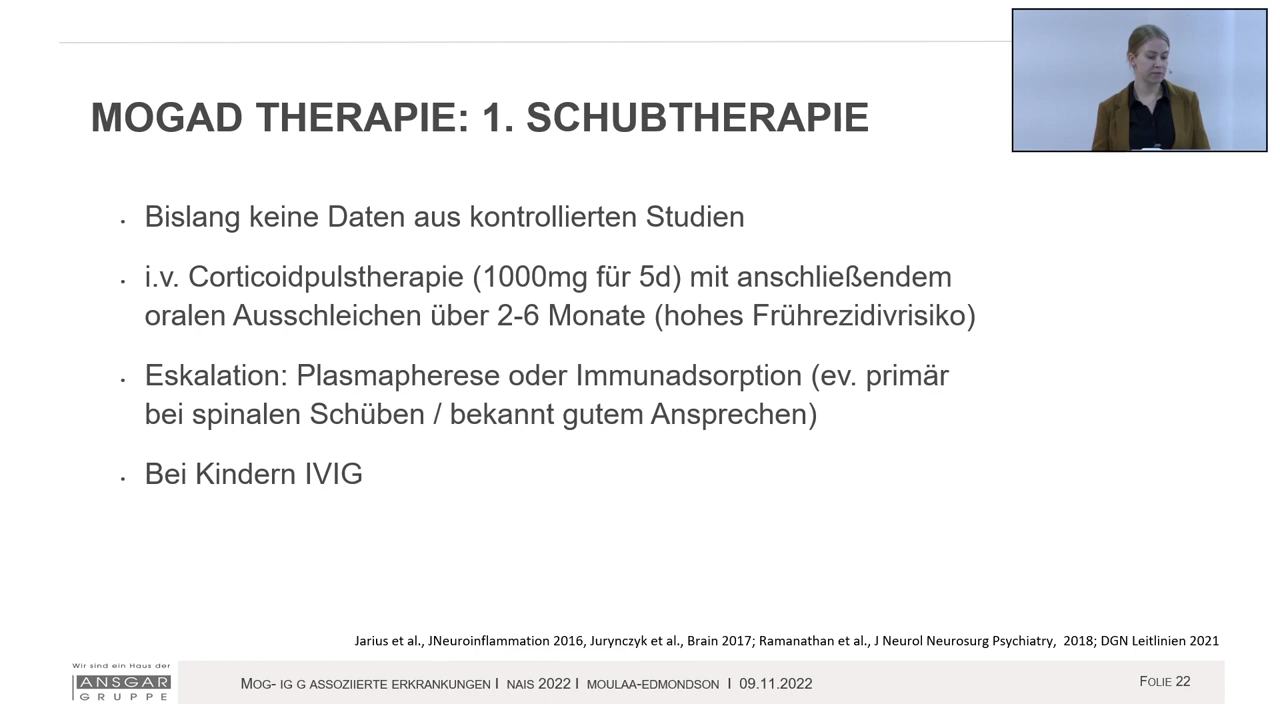 MOGAD THERAPIE: 1. SCHUBTHERAPIE
Bislang keine Daten aus kontrollierten Studien
i.v. Corticoidpulstherapie (1000mg für 5d) mit anschließendem
oralen Ausschleichen über 2-6 Monate (hohes Frührezidivrisiko)
Eskalation: Plasmapherese oder Immunadsorption (ev. primär
bei spinalen Schüben / bekannt gutem Ansprechen)
Bei Kindern IVIG
Jarius et al., JNeuroinflammation 2016, Jurynczyk et al., Brain 2017; Ramanathan et al., J Neurol Neurosurg Psychiatry, 2018; DGN Leitlinien 2021
Wir sind ein Haus der
ANSGAR
GRUPPE
MOG- IG G ASSOZIIERTE ERKRANKUNGEN I NAIS 2022 I MOULAA-EDMONDSON I 09.11.2022
FOLIE 22